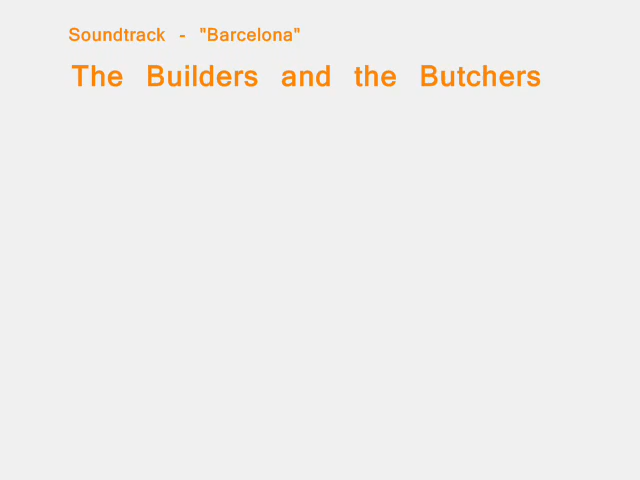 Soundtrack - "Barcelona"
The Builders and the Butchers